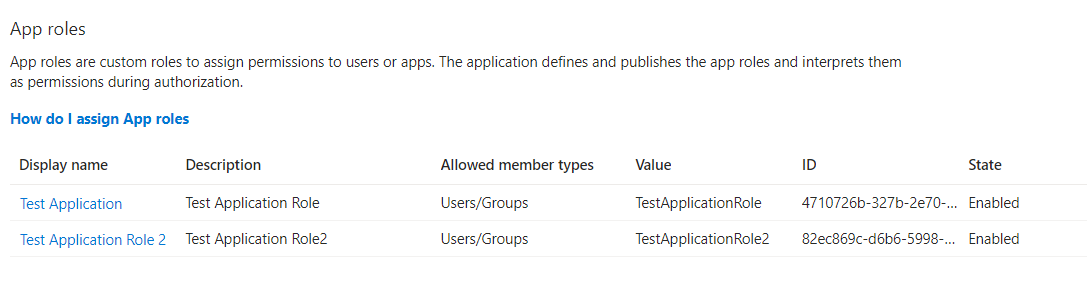 App roles
App roles are custom roles to assign permissions to users or apps. The application defines and publishes the app roles and interprets them
as permissions during authorization.
How do I assign App roles
Display name Description Allowed member types Value ID State
Test Application Test Application Role Users/Groups TestApplicationRole 4710726b-327b-2e70-... Enabled
Test Application Role 2 Test Application Role2 Users/Groups TestApplicationRole2 82ec869c-d6b6-5998-... Enabled